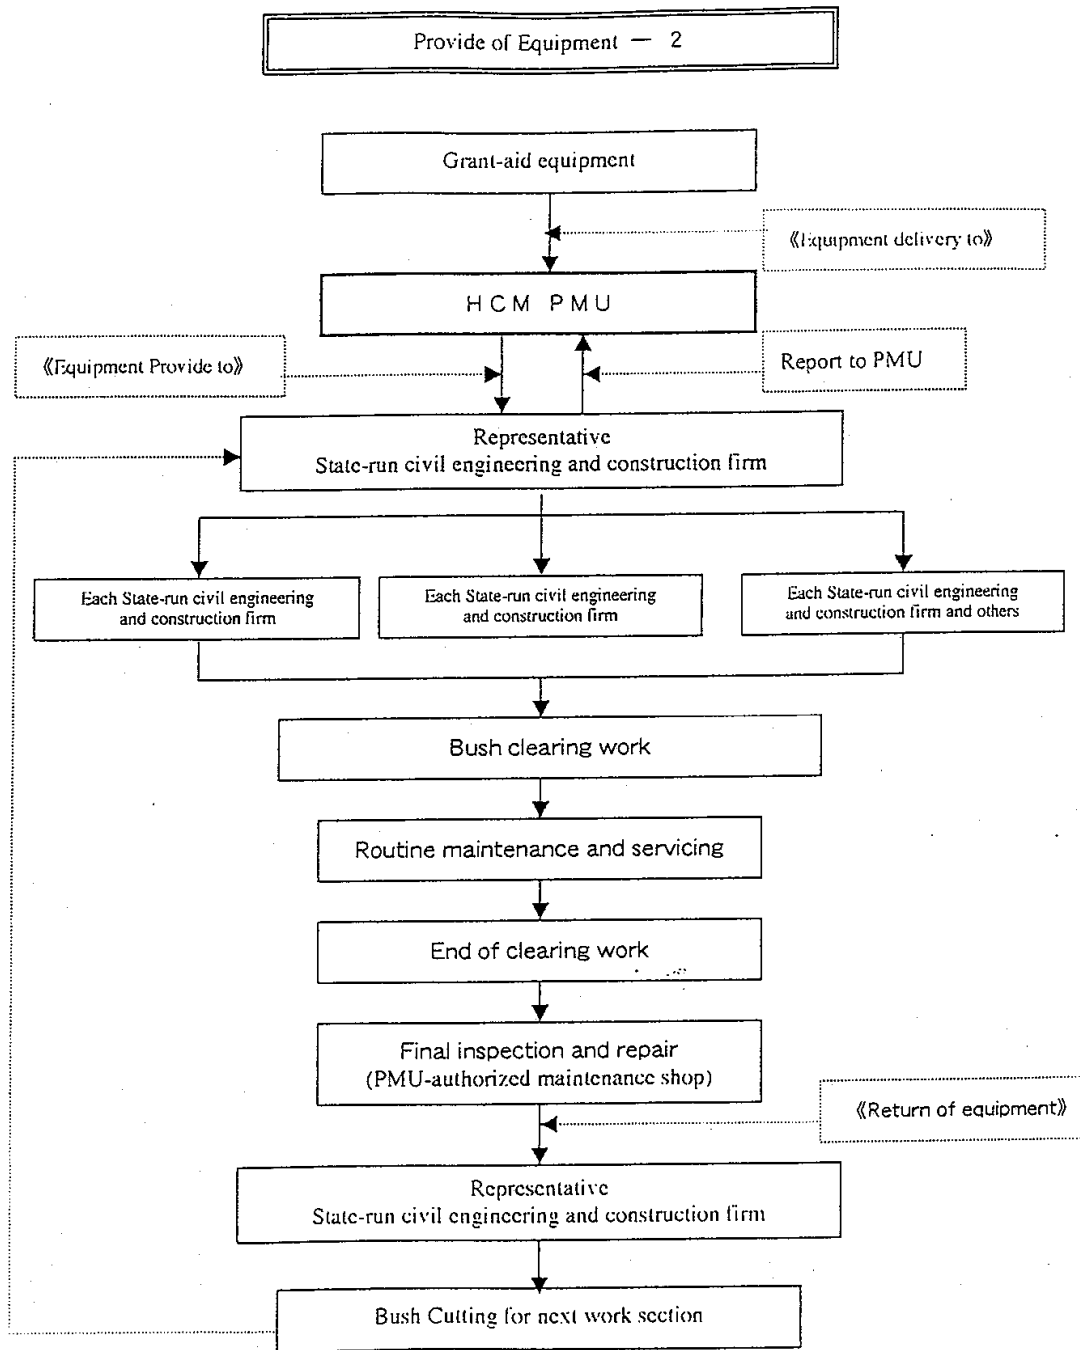 Provide of Equipment — 2
Grant-aid equipment
《Equipment delivery to》
HCM PMU
《Equipment Provide to》
Report to PMU
Representative
State-run civil engineering and construction firm
Each State-run civil engineering
and construction firm
Each State-run civil engineering
and construction firm
Each State-run civil engineering
and construction firm and others
Bush clearing work
Routine maintenance and servicing
End of clearing work
Final inspection and repair
(PMU-authorized maintenance shop)
《Return of equipment》
Representative
State-run civil engineering and construction firm
Bush Cutting for next work section